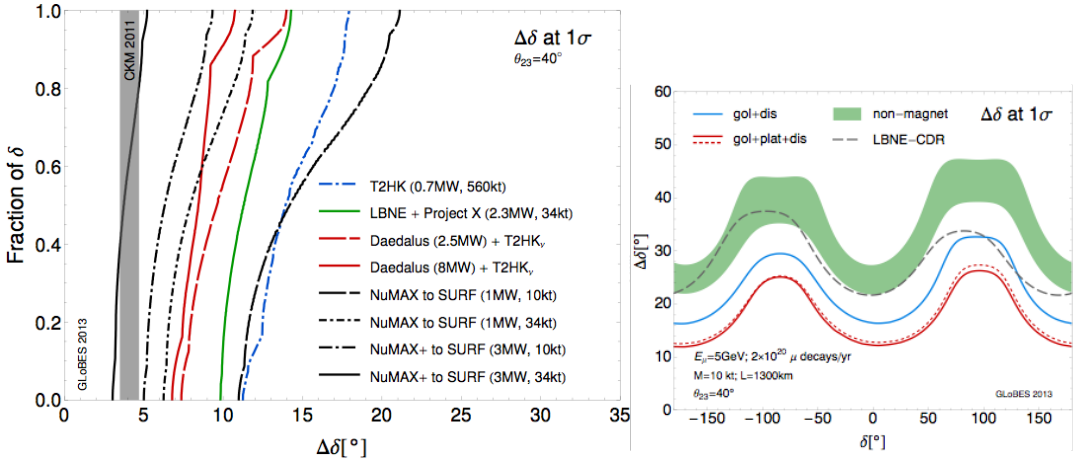 1.0
0.8
0.6
0.4
0.2
0.0
Fraction of δ
CKM 2011
GLoBES 2013
Δδ at 1σ
θ23=40°
T2HK (0.7MW, 560kt)
LBNE + Project X (2.3MW, 34kt)
Daedalus (2.5MW) + T2HKν
Daedalus (8MW) + T2HKν
NuMAX to SURF (1MW, 10kt)
NuMAX to SURF (1MW, 34kt)
NuMAX+ to SURF (3MW, 10kt)
NuMAX+ to SURF (3MW, 34kt)
0 5 10 15 20 25 30 35
Δδ[°]
60
50
40
30
20
10
0
Δδ[°]
gol+dis
gol+plat+dis
non−magnet
LBNE−CDR
Δδ at 1σ
Eμ=5GeV; 2×10²⁰ μ decays/yr
M=10 kt; L=1300km
θ23=40°
GLoBES 2013
−150 −100 −50 0 50 100 150
δ[°]